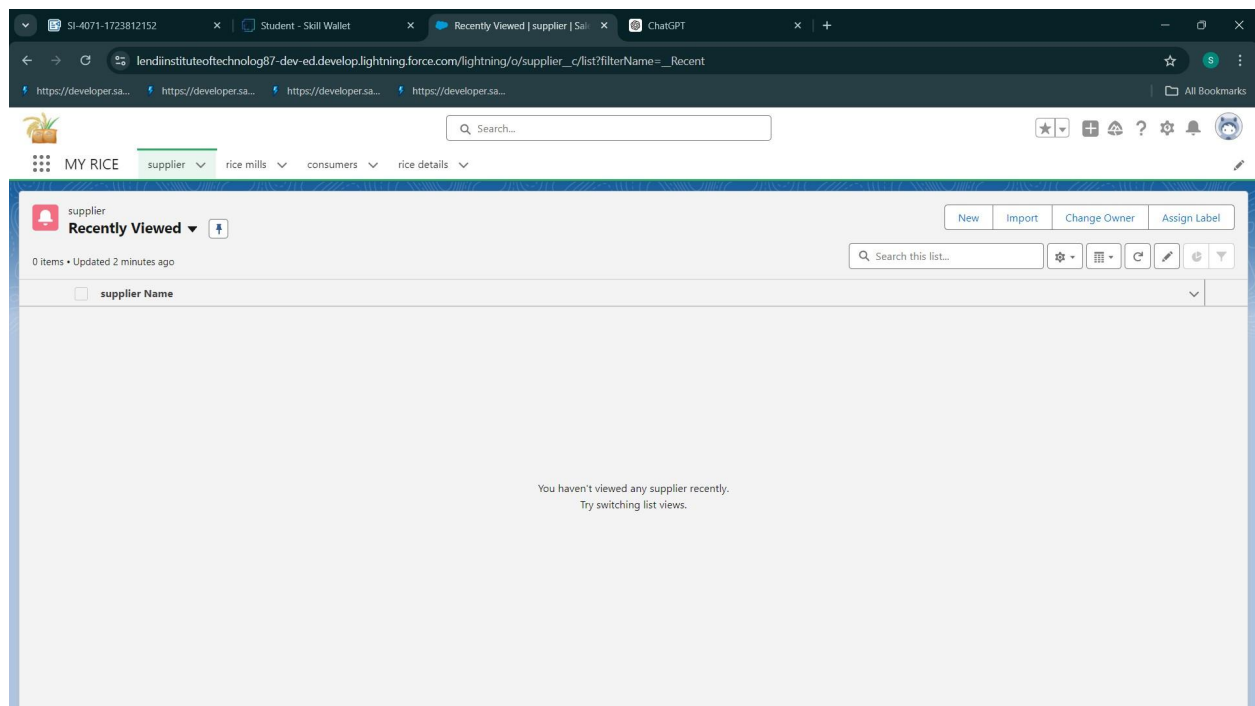 SI-4071-1723812152
Student - Skill Wallet
Recently Viewed | supplier | Sal
ChatGPT
lendiinstituteoftechnolog87-dev-ed.develop.lightning.force.com/lightning/o/supplier__c/list?filterName=__Recent
S
https://developer.sa... https://developer.sa... https://developer.sa... https://developer.sa...
All Bookmarks
Search...
MY RICE supplier rice mills consumers rice details
supplier
Recently Viewed
New Import Change Owner Assign Label
0 items • Updated 2 minutes ago
Search this list...
supplier Name
You haven't viewed any supplier recently.
Try switching list views.